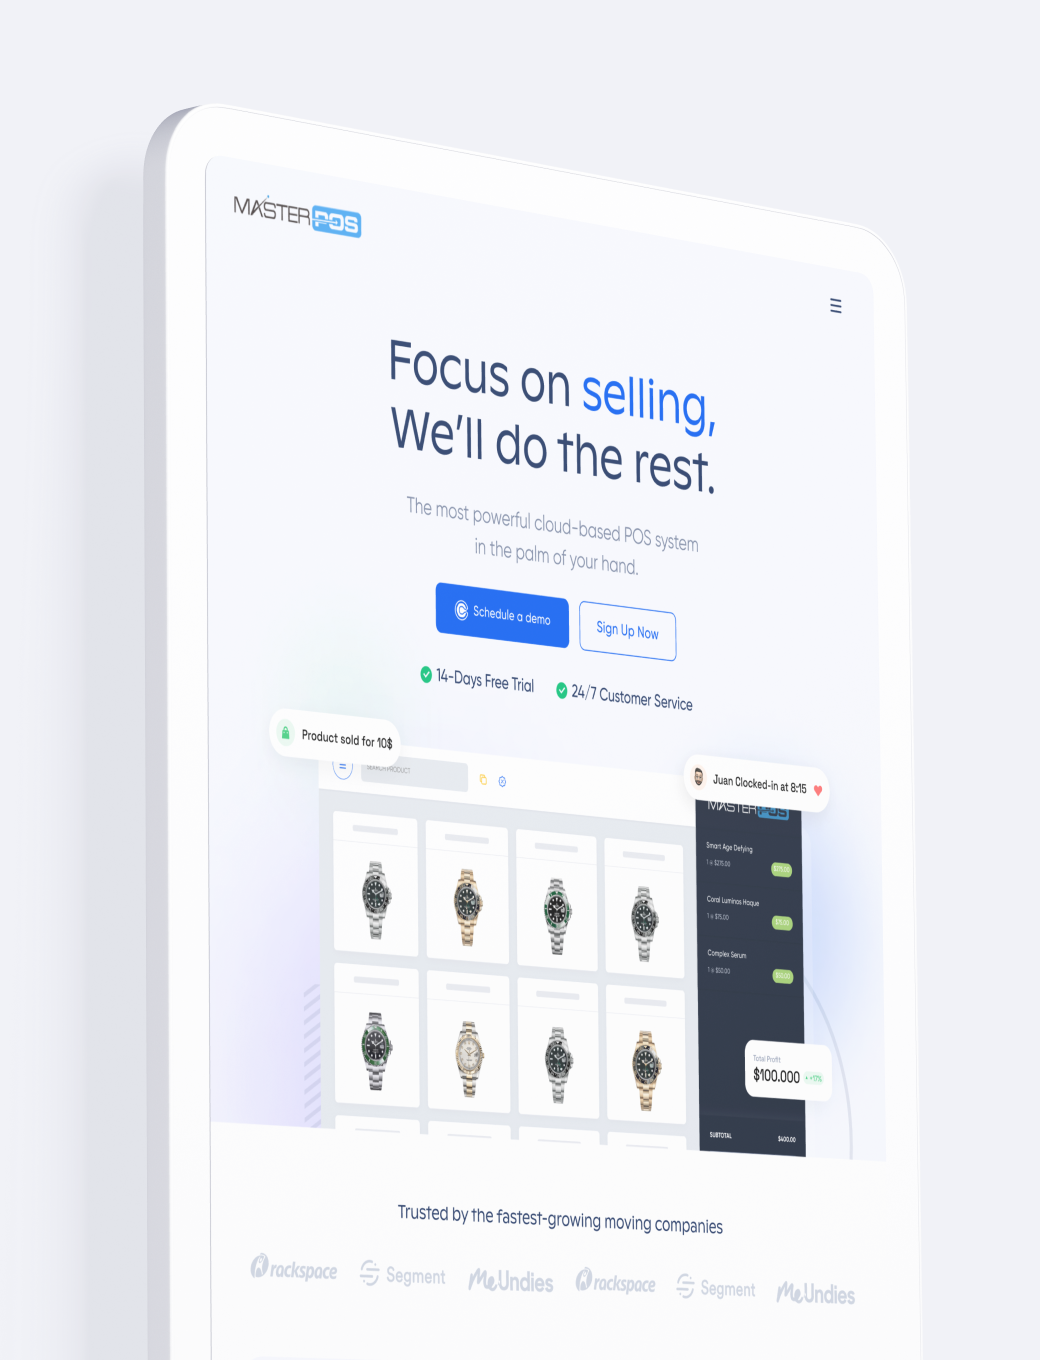 MASTER POS
Focus on selling,
We'll do the rest.
The most powerful cloud-based POS system
in the palm of your hand.
Schedule a demo
Sign Up Now
14-Days Free Trial
24/7 Customer Service
Product sold for 10$
SEARCH PRODUCT
Juan Clocked-in at 8:15
MASTER POS
Smart Age Defying
1 @ $275.00
$275.00
Coral Luminos Haque
1 @ $75.00
$75.00
Complex Serum
1 @ $50.00
$50.00
Total Profit
$100.000
+17%
SUBTOTAL
$400.00
Trusted by the fastest-growing moving companies
rackspace
Segment
MeUndies
rackspace
Segment
MeUndies